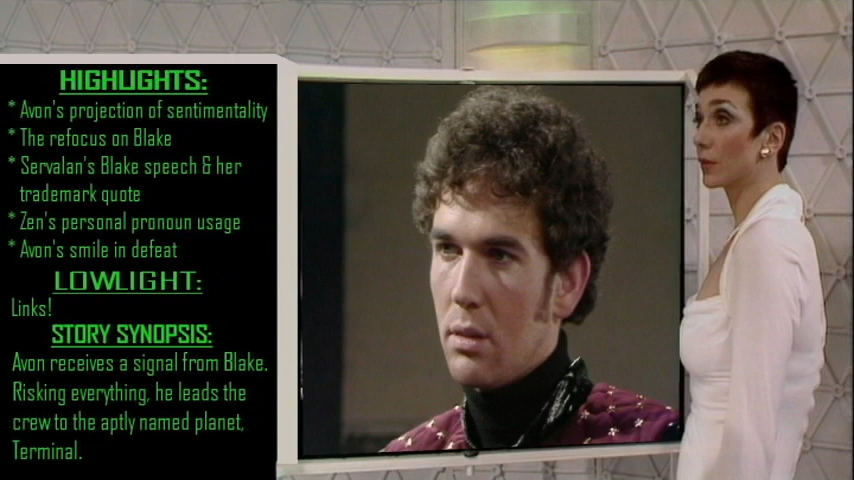 HIGHLIGHTS:
* Avon's projection of sentimentality
* The refocus on Blake
* Servalan's Blake speech & her
trademark quote
* Zen's personal pronoun usage
* Avon's smile in defeat
LOWLIGHT:
Links!
STORY SYNOPSIS:
Avon receives a signal from Blake.
Risking everything, he leads the
crew to the aptly named planet,
Terminal.